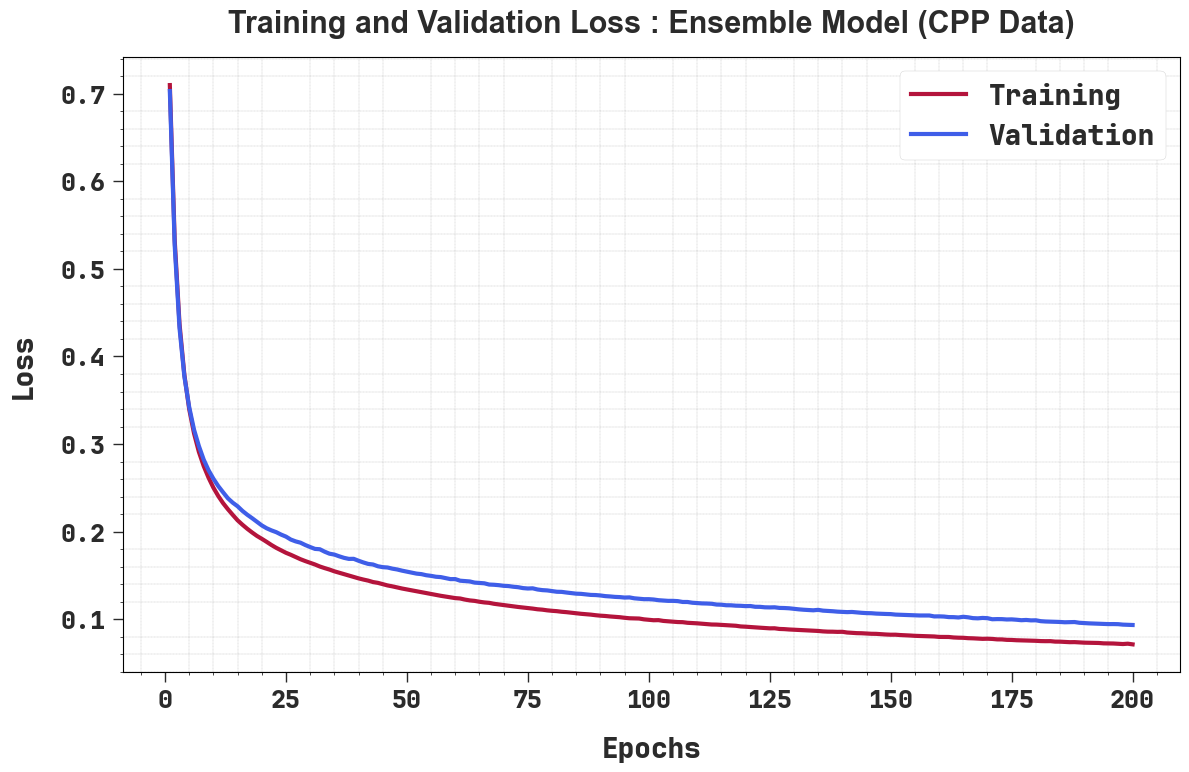 Training and Validation Loss : Ensemble Model (CPP Data)
Training
Validation
0.7
0.6
0.5
0.4
0.3
0.2
0.1
Loss
0 25 50 75 100 125 150 175 200
Epochs